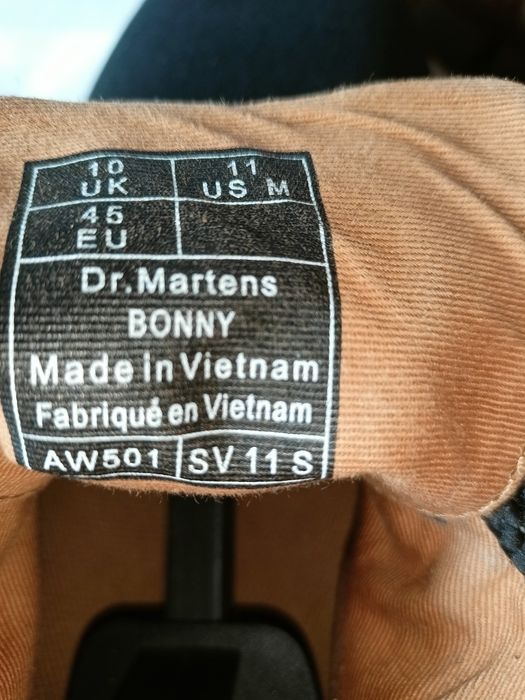 10 11
UK US M
45
EU
Dr.Martens
BONNY
Made in Vietnam
Fabriqué en Vietnam
AW501 SV 11 S